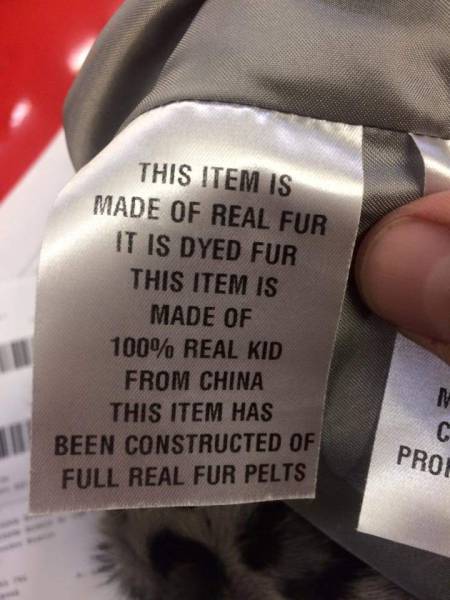 THIS ITEM IS
MADE OF REAL FUR
IT IS DYED FUR
THIS ITEM IS
MADE OF
100% REAL KID
FROM CHINA
THIS ITEM HAS
BEEN CONSTRUCTED OF
FULL REAL FUR PELTS